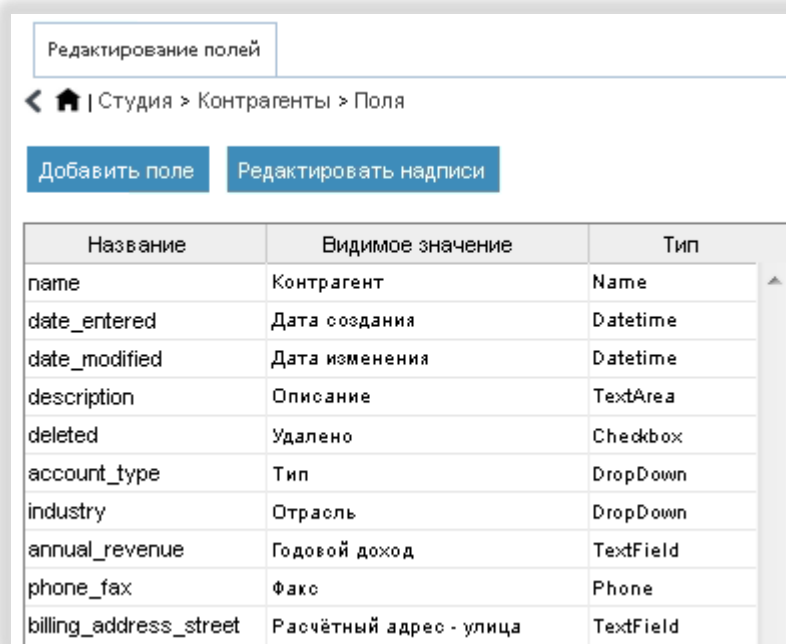 Редактирование полей
| Студия > Контрагенты > Поля
Добавить поле Редактировать надписи
Название Видимое значение Тип
name Контрагент Name
date_entered Дата создания Datetime
date_modified Дата изменения Datetime
description Описание TextArea
deleted Удалено Checkbox
account_type Тип DropDown
industry Отрасль DropDown
annual_revenue Годовой доход TextField
phone_fax Факс Phone
billing_address_street Расчётный адрес - улица TextField